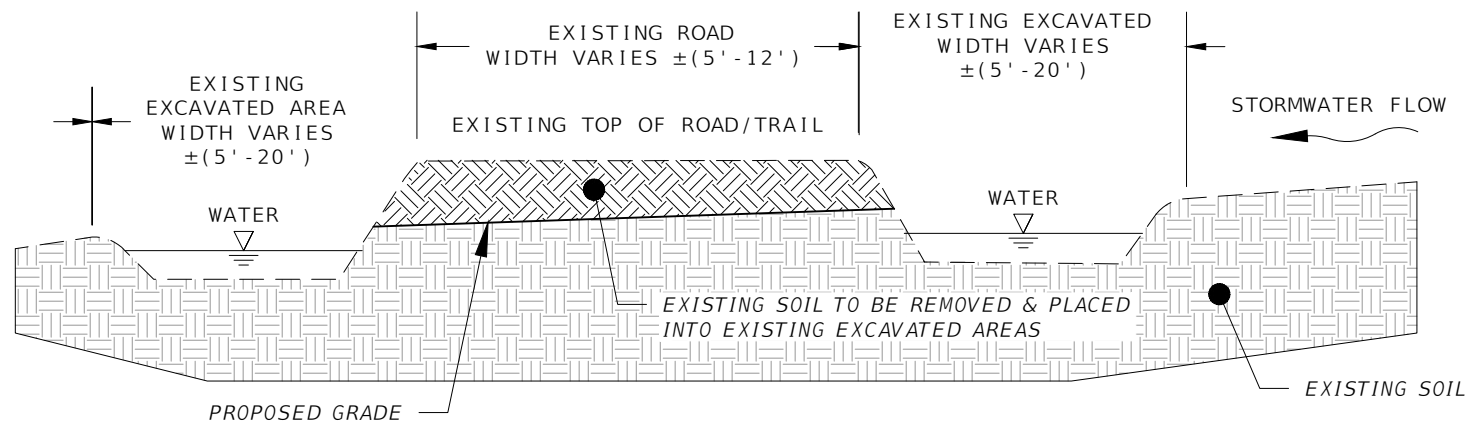 EXISTING
EXCAVATED AREA
WIDTH VARIES
±(5'-20')
EXISTING ROAD
WIDTH VARIES ±(5'-12')
EXISTING EXCAVATED
WIDTH VARIES
±(5'-20')
STORMWATER FLOW
EXISTING TOP OF ROAD/TRAIL
WATER
WATER
EXISTING SOIL TO BE REMOVED & PLACED
INTO EXISTING EXCAVATED AREAS
PROPOSED GRADE
EXISTING SOIL